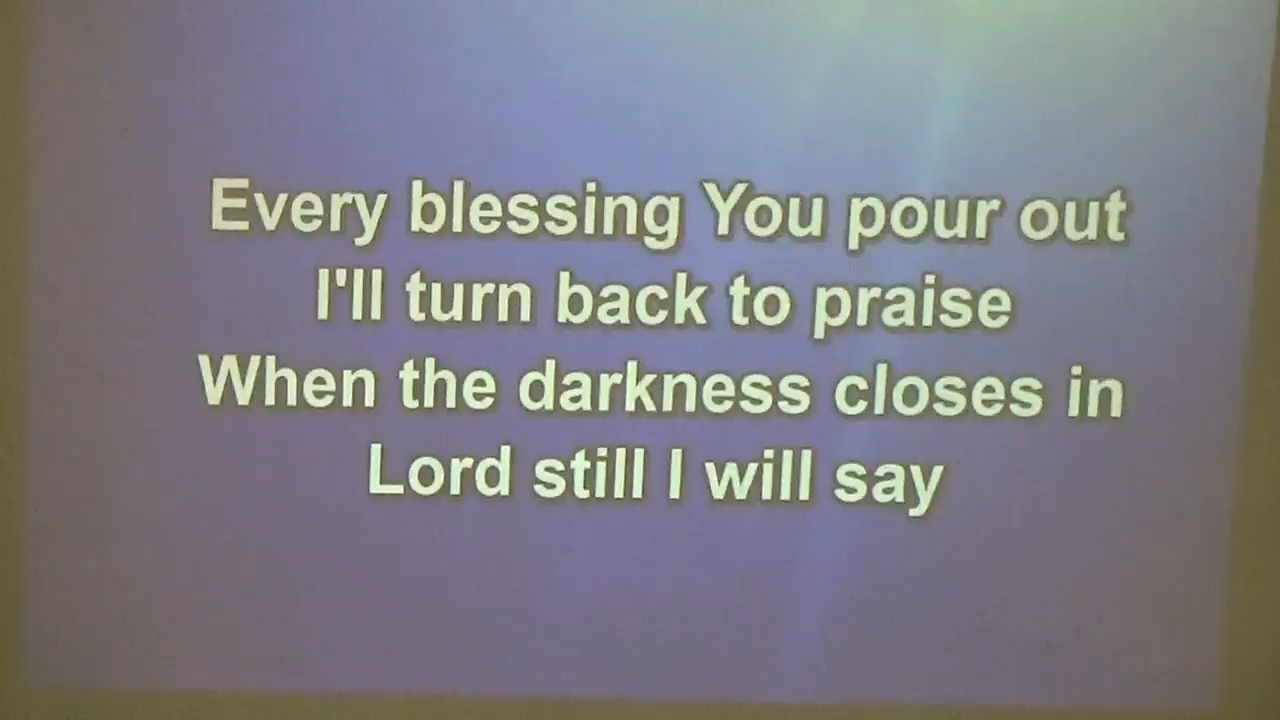 Every blessing You pour out
I'll turn back to praise
When the darkness closes in
Lord still I will say